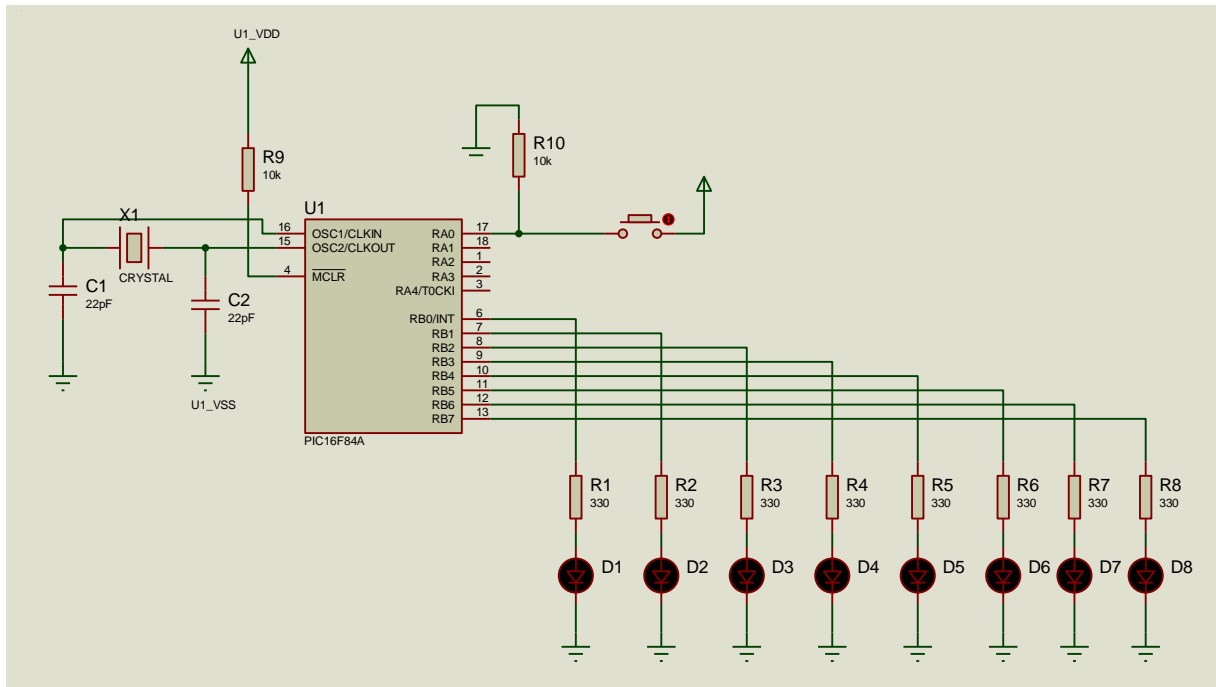 U1_VDD
R9
10k
R10
10k
X1
CRYSTAL
C1
22pF
C2
22pF
U1_VSS
U1
16
OSC1/CLKIN
15
OSC2/CLKOUT
4
MCLR
RA0
17
RA1
18
RA2
1
RA3
2
RA4/T0CKI
3
RB0/INT
6
RB1
7
RB2
8
RB3
9
RB4
10
RB5
11
RB6
12
RB7
13
PIC16F84A
R1
330
R2
330
R3
330
R4
330
R5
330
R6
330
R7
330
R8
330
D1
D2
D3
D4
D5
D6
D7
D8